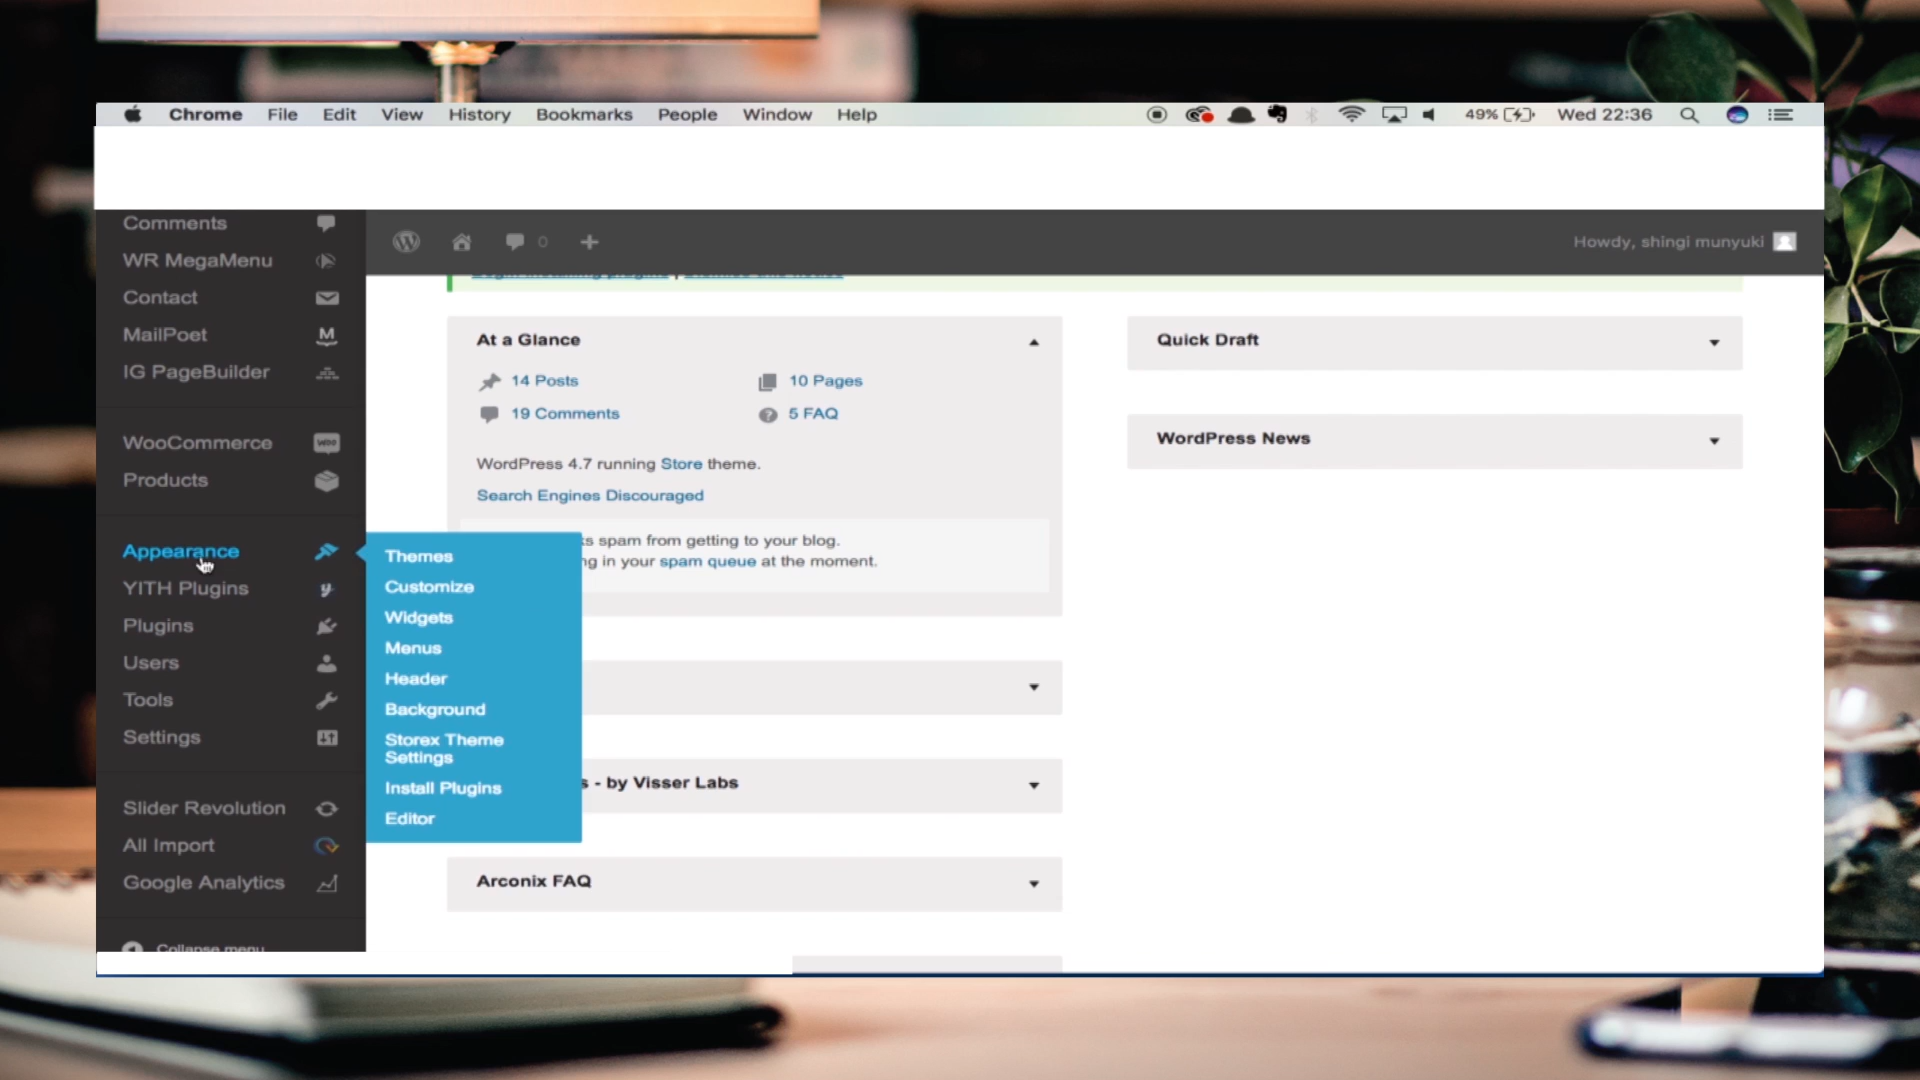 Chrome File Edit View History Bookmarks People Window Help 49% Wed 22:36
Comments
WR MegaMenu
Contact
MailPoet
IG PageBuilder
WooCommerce
Products
Appearance
YITH Plugins
Plugins
Users
Tools
Settings
Slider Revolution
All Import
Google Analytics
Collapse menu
Themes
Customize
Widgets
Menus
Header
Background
Storex Theme
Settings
Install Plugins
Editor
0
Howdy, shingi munyuki
At a Glance
14 Posts
10 Pages
19 Comments
5 FAQ
WordPress 4.7 running Store theme.
Search Engines Discouraged
spam from getting to your blog.
in your spam queue at the moment.
- by Visser Labs
Arconix FAQ
Quick Draft
WordPress News